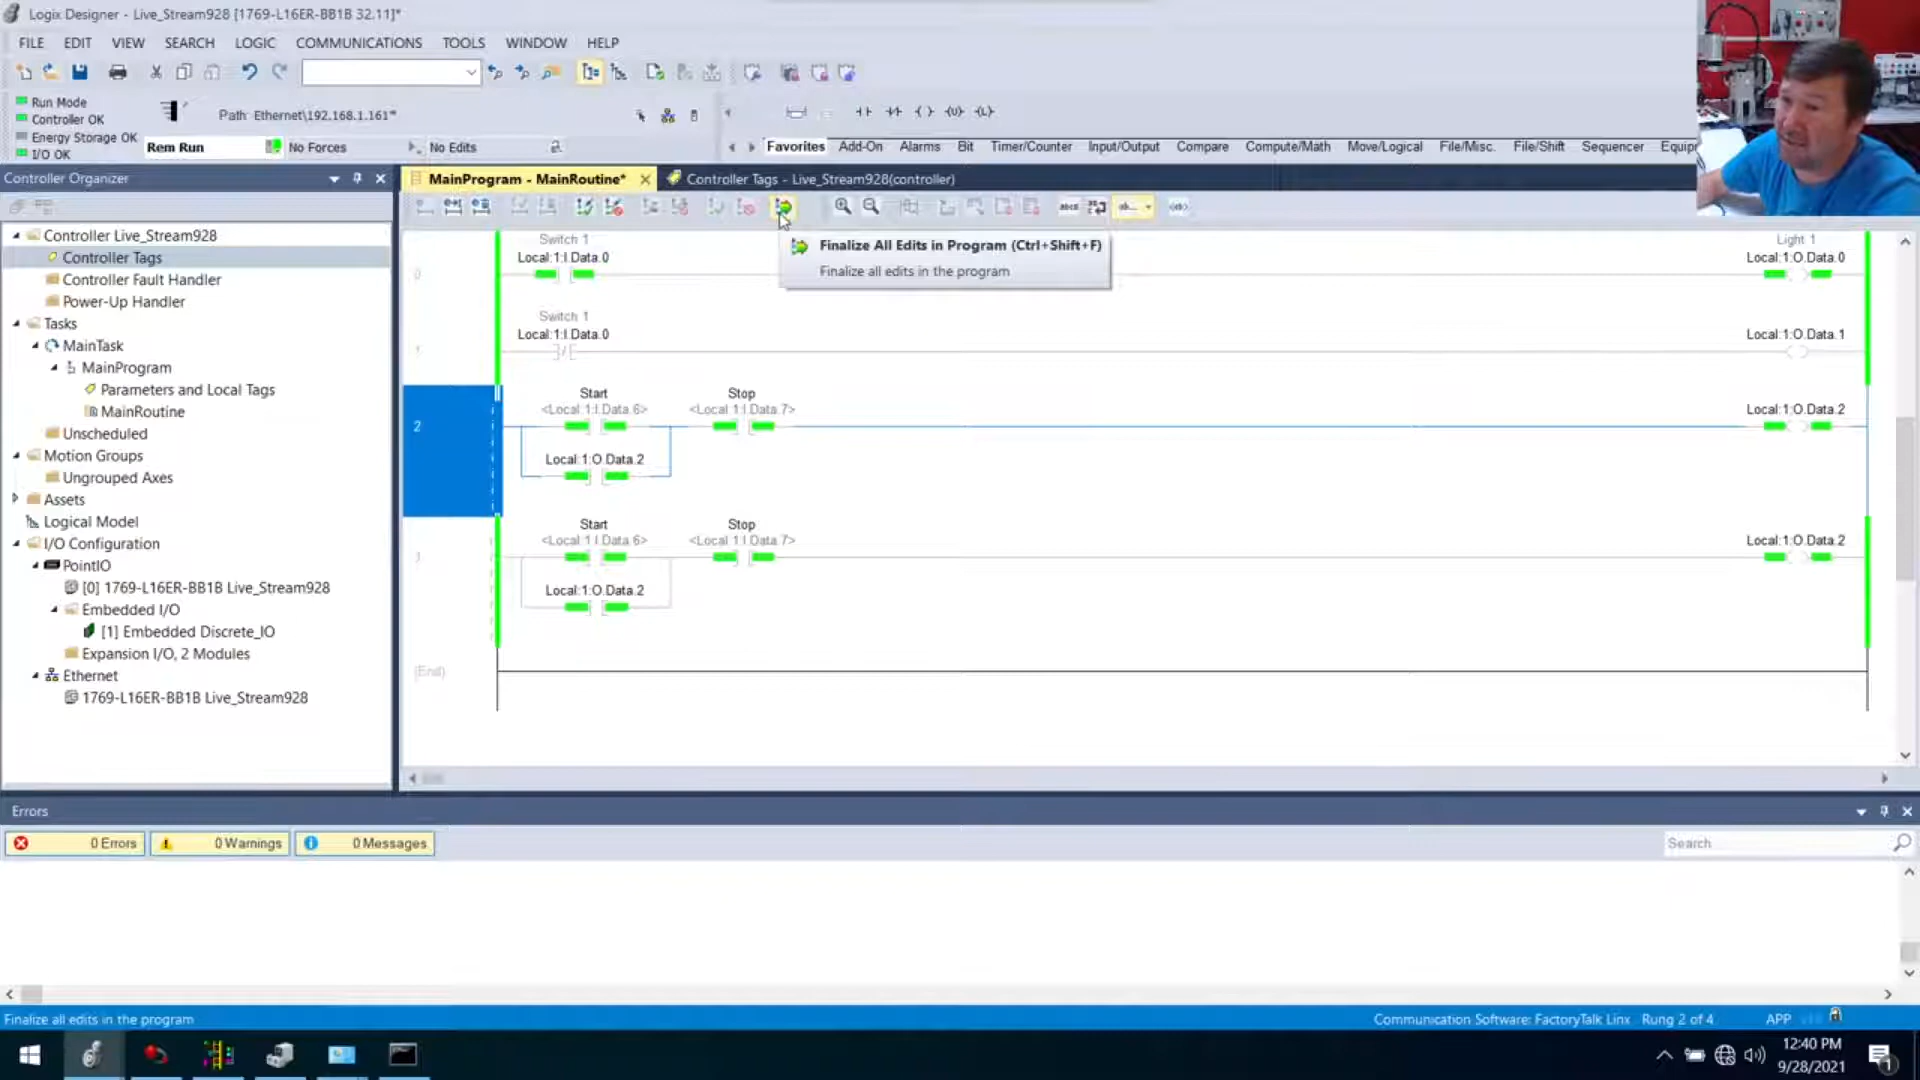 Logix Designer - Live_Stream928 [1769-L16ER-BB1B 32.11]*
FILE EDIT VIEW SEARCH LOGIC COMMUNICATIONS TOOLS WINDOW HELP
Run Mode
Controller OK
Energy Storage OK
I/O OK
Path: Ethernet\192.168.1.161*
Rem Run No Forces No Edits
Favorites Add-On Alarms Bit Timer/Counter Input/Output Compare Compute/Math Move/Logical File/Misc. File/Shift Sequencer Equip
Controller Organizer
MainProgram - MainRoutine* Controller Tags - Live_Stream928(controller)
Controller Live_Stream928
Controller Tags
Controller Fault Handler
Power-Up Handler
Tasks
MainTask
MainProgram
Parameters and Local Tags
MainRoutine
Unscheduled
Motion Groups
Ungrouped Axes
Assets
Logical Model
I/O Configuration
PointIO
[0] 1769-L16ER-BB1B Live_Stream928
Embedded I/O
[1] Embedded Discrete_IO
Expansion I/O, 2 Modules
Ethernet
1769-L16ER-BB1B Live_Stream928
Finalize All Edits in Program (Ctrl+Shift+F)
Finalize all edits in the program
Switch 1 Light 1
Local:1:I.Data.0 Local:1:O.Data.0
0
Switch 1
Local:1:I.Data.0 Local:1:O.Data.1
1
Start Stop
<Local:1:I.Data.6> <Local:1:I.Data.7> Local:1:O.Data.2
2
Local:1:O.Data.2
Start Stop
<Local:1:I.Data.6> <Local:1:I.Data.7> Local:1:O.Data.2
3
Local:1:O.Data.2
(End)
Errors
0 Errors 0 Warnings 0 Messages
Search
Finalize all edits in the program
Communication Software: FactoryTalk Linx Rung 2 of 4 APP
12:40 PM
9/28/2021
1